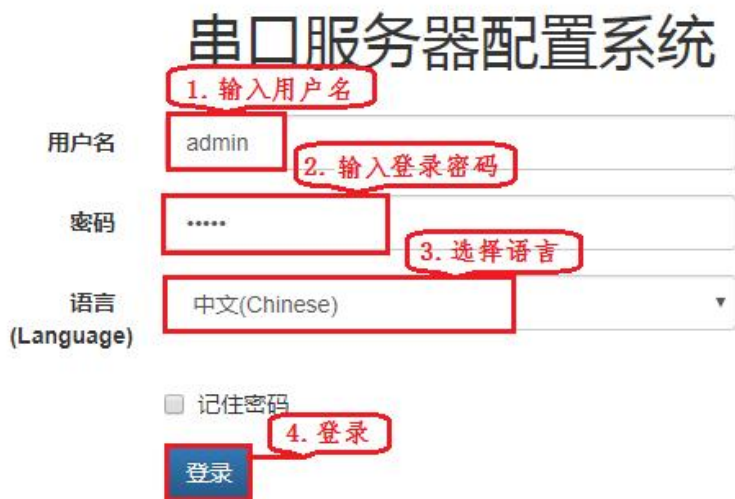 串口服务器配置系统
1. 输入用户名
用户名
admin
2. 输入登录密码
密码
•••••
3. 选择语言
语言
(Language)
中文(Chinese)
记住密码
4. 登录
登录